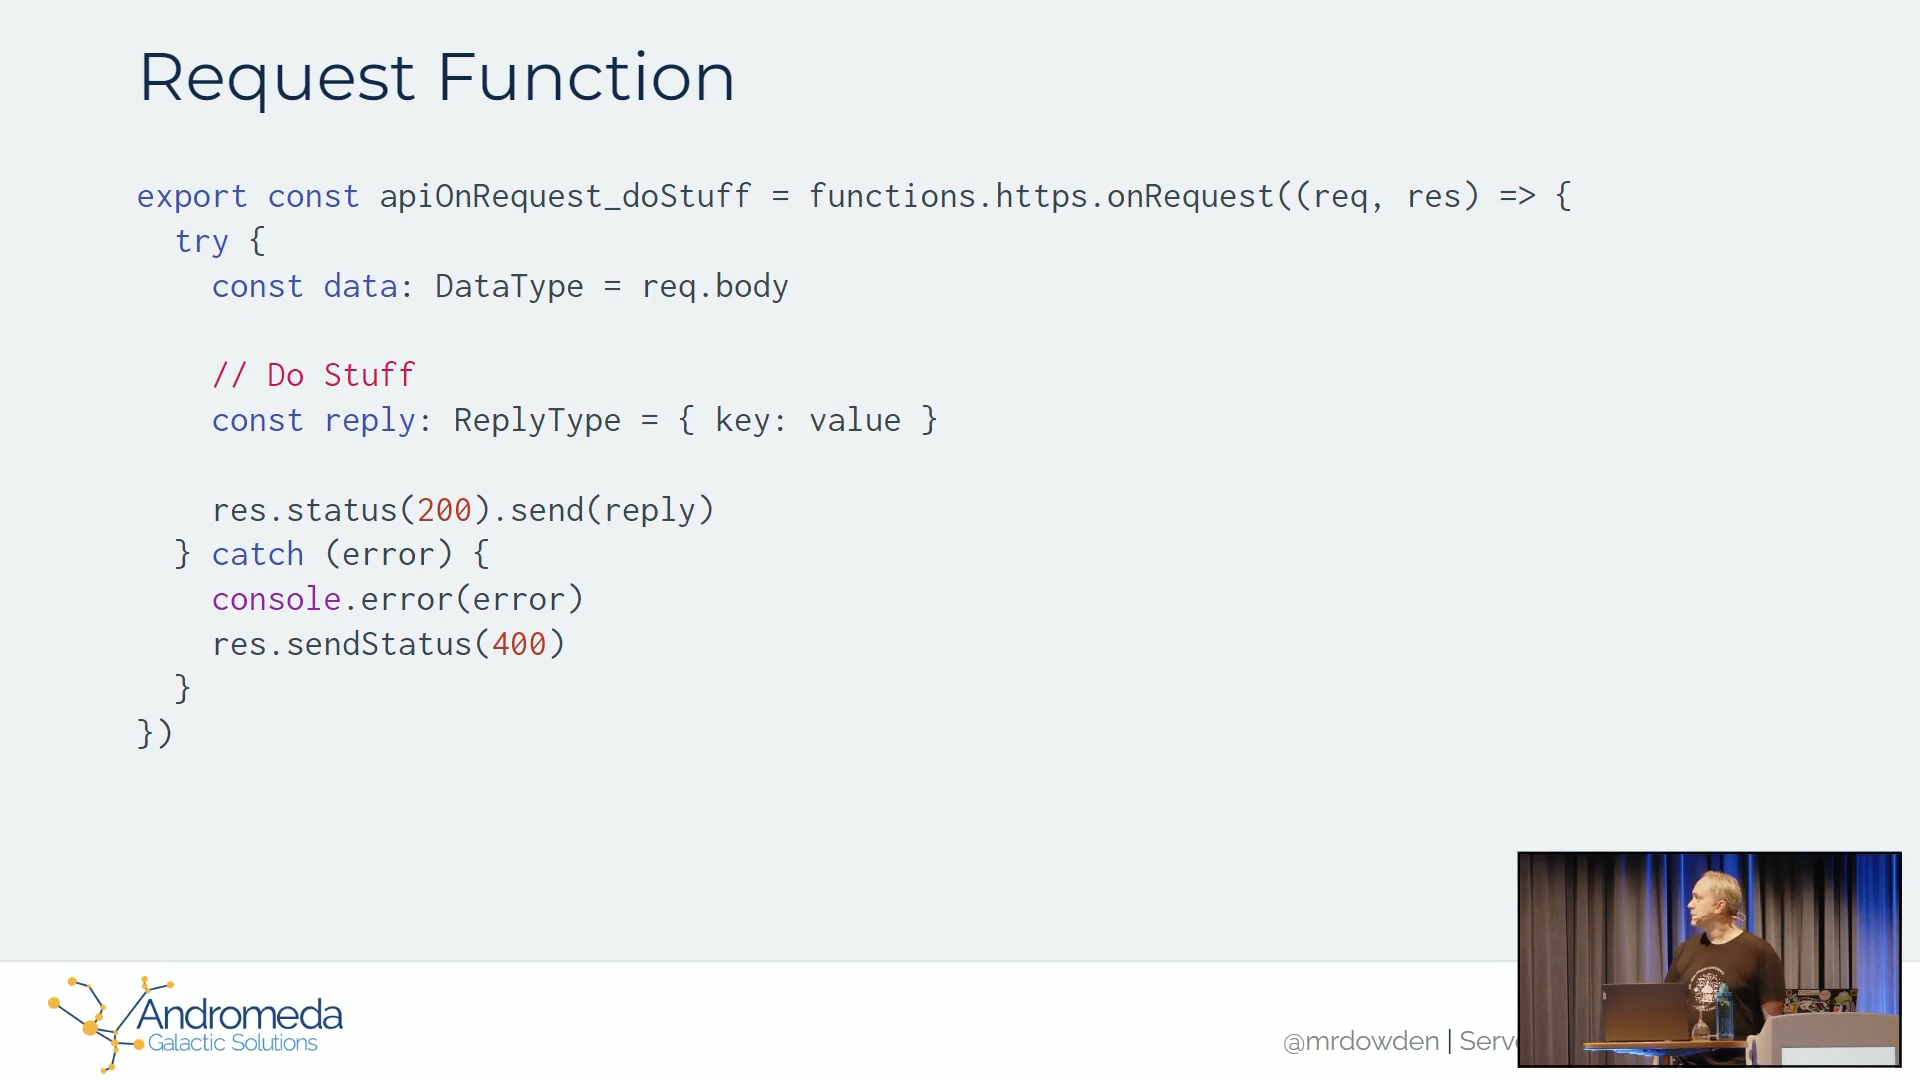 Request Function
export const apiOnRequest_doStuff = functions.https.onRequest((req, res) => {
try {
const data: DataType = req.body
// Do Stuff
const reply: ReplyType = { key: value }
res.status(200).send(reply)
} catch (error) {
console.error(error)
res.sendStatus(400)
}
})
Andromeda
Galactic Solutions
@mrdowden |